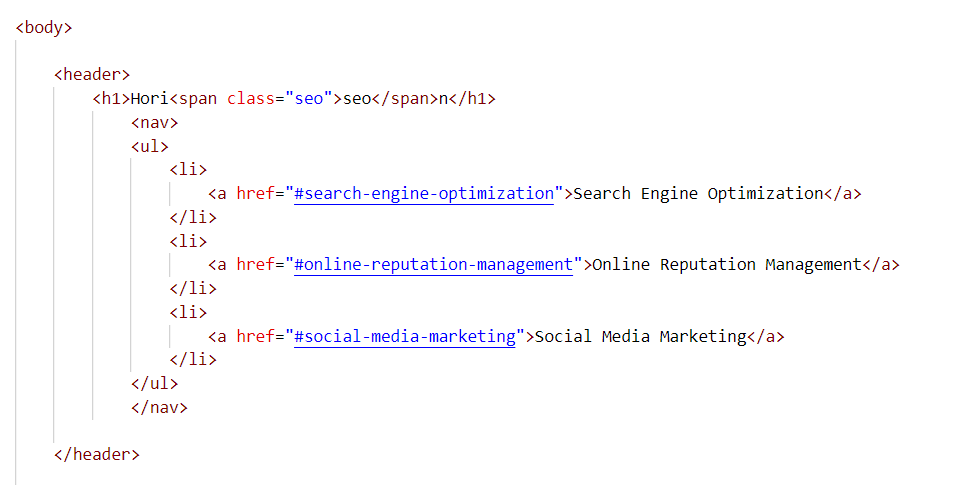 <body>
<header>
<h1>Hori<span class="seo">seo</span>n</h1>
<nav>
<ul>
<li>
<a href="#search-engine-optimization">Search Engine Optimization</a>
</li>
<li>
<a href="#online-reputation-management">Online Reputation Management</a>
</li>
<li>
<a href="#social-media-marketing">Social Media Marketing</a>
</li>
</ul>
</nav>
</header>